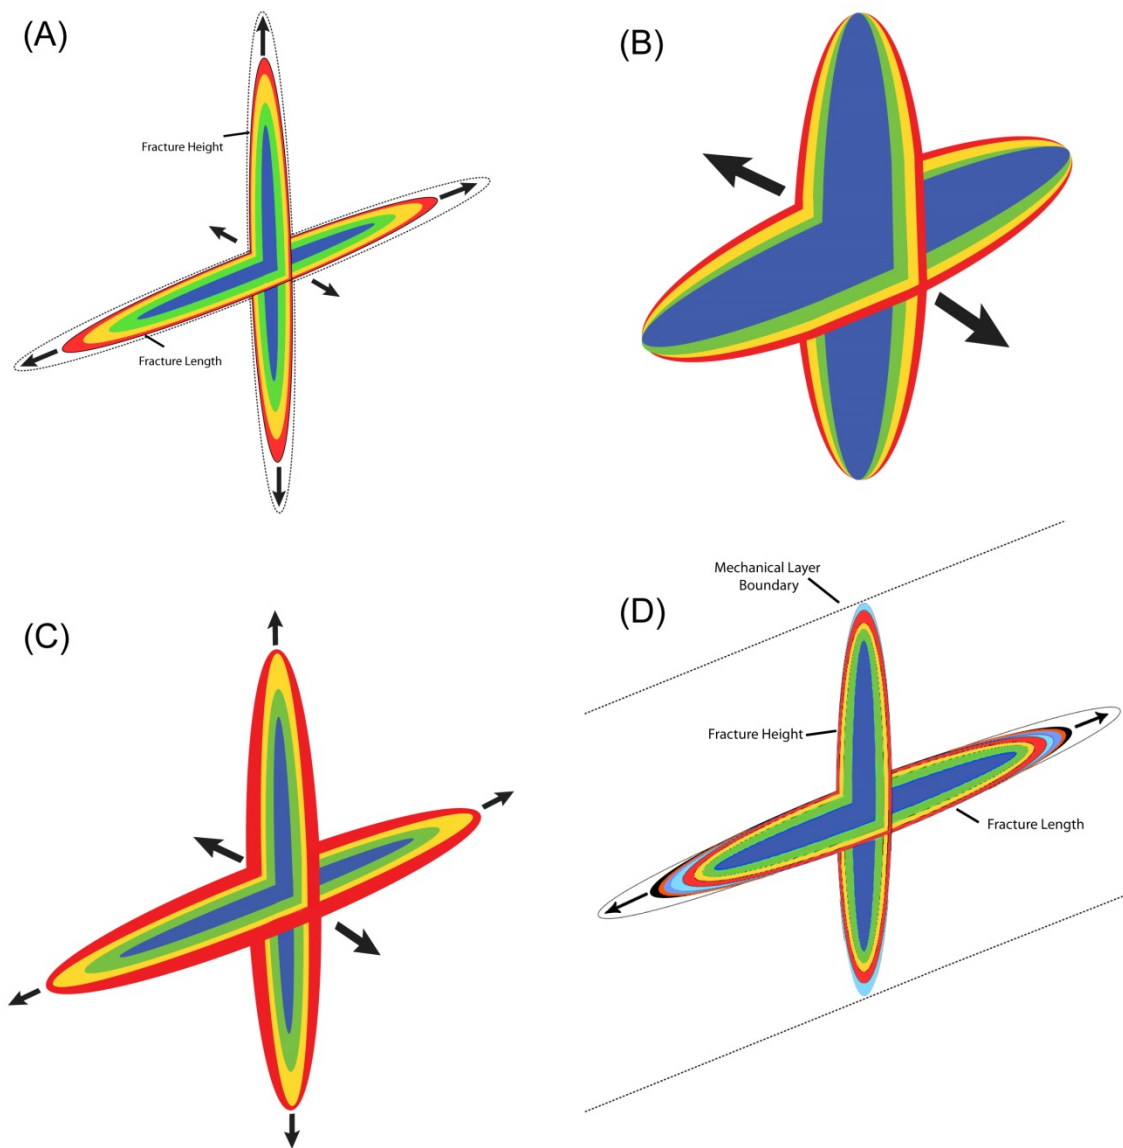 (A)
Fracture Height
Fracture Length
(B)
(C)
(D)
Mechanical Layer
Boundary
Fracture Height
Fracture Length